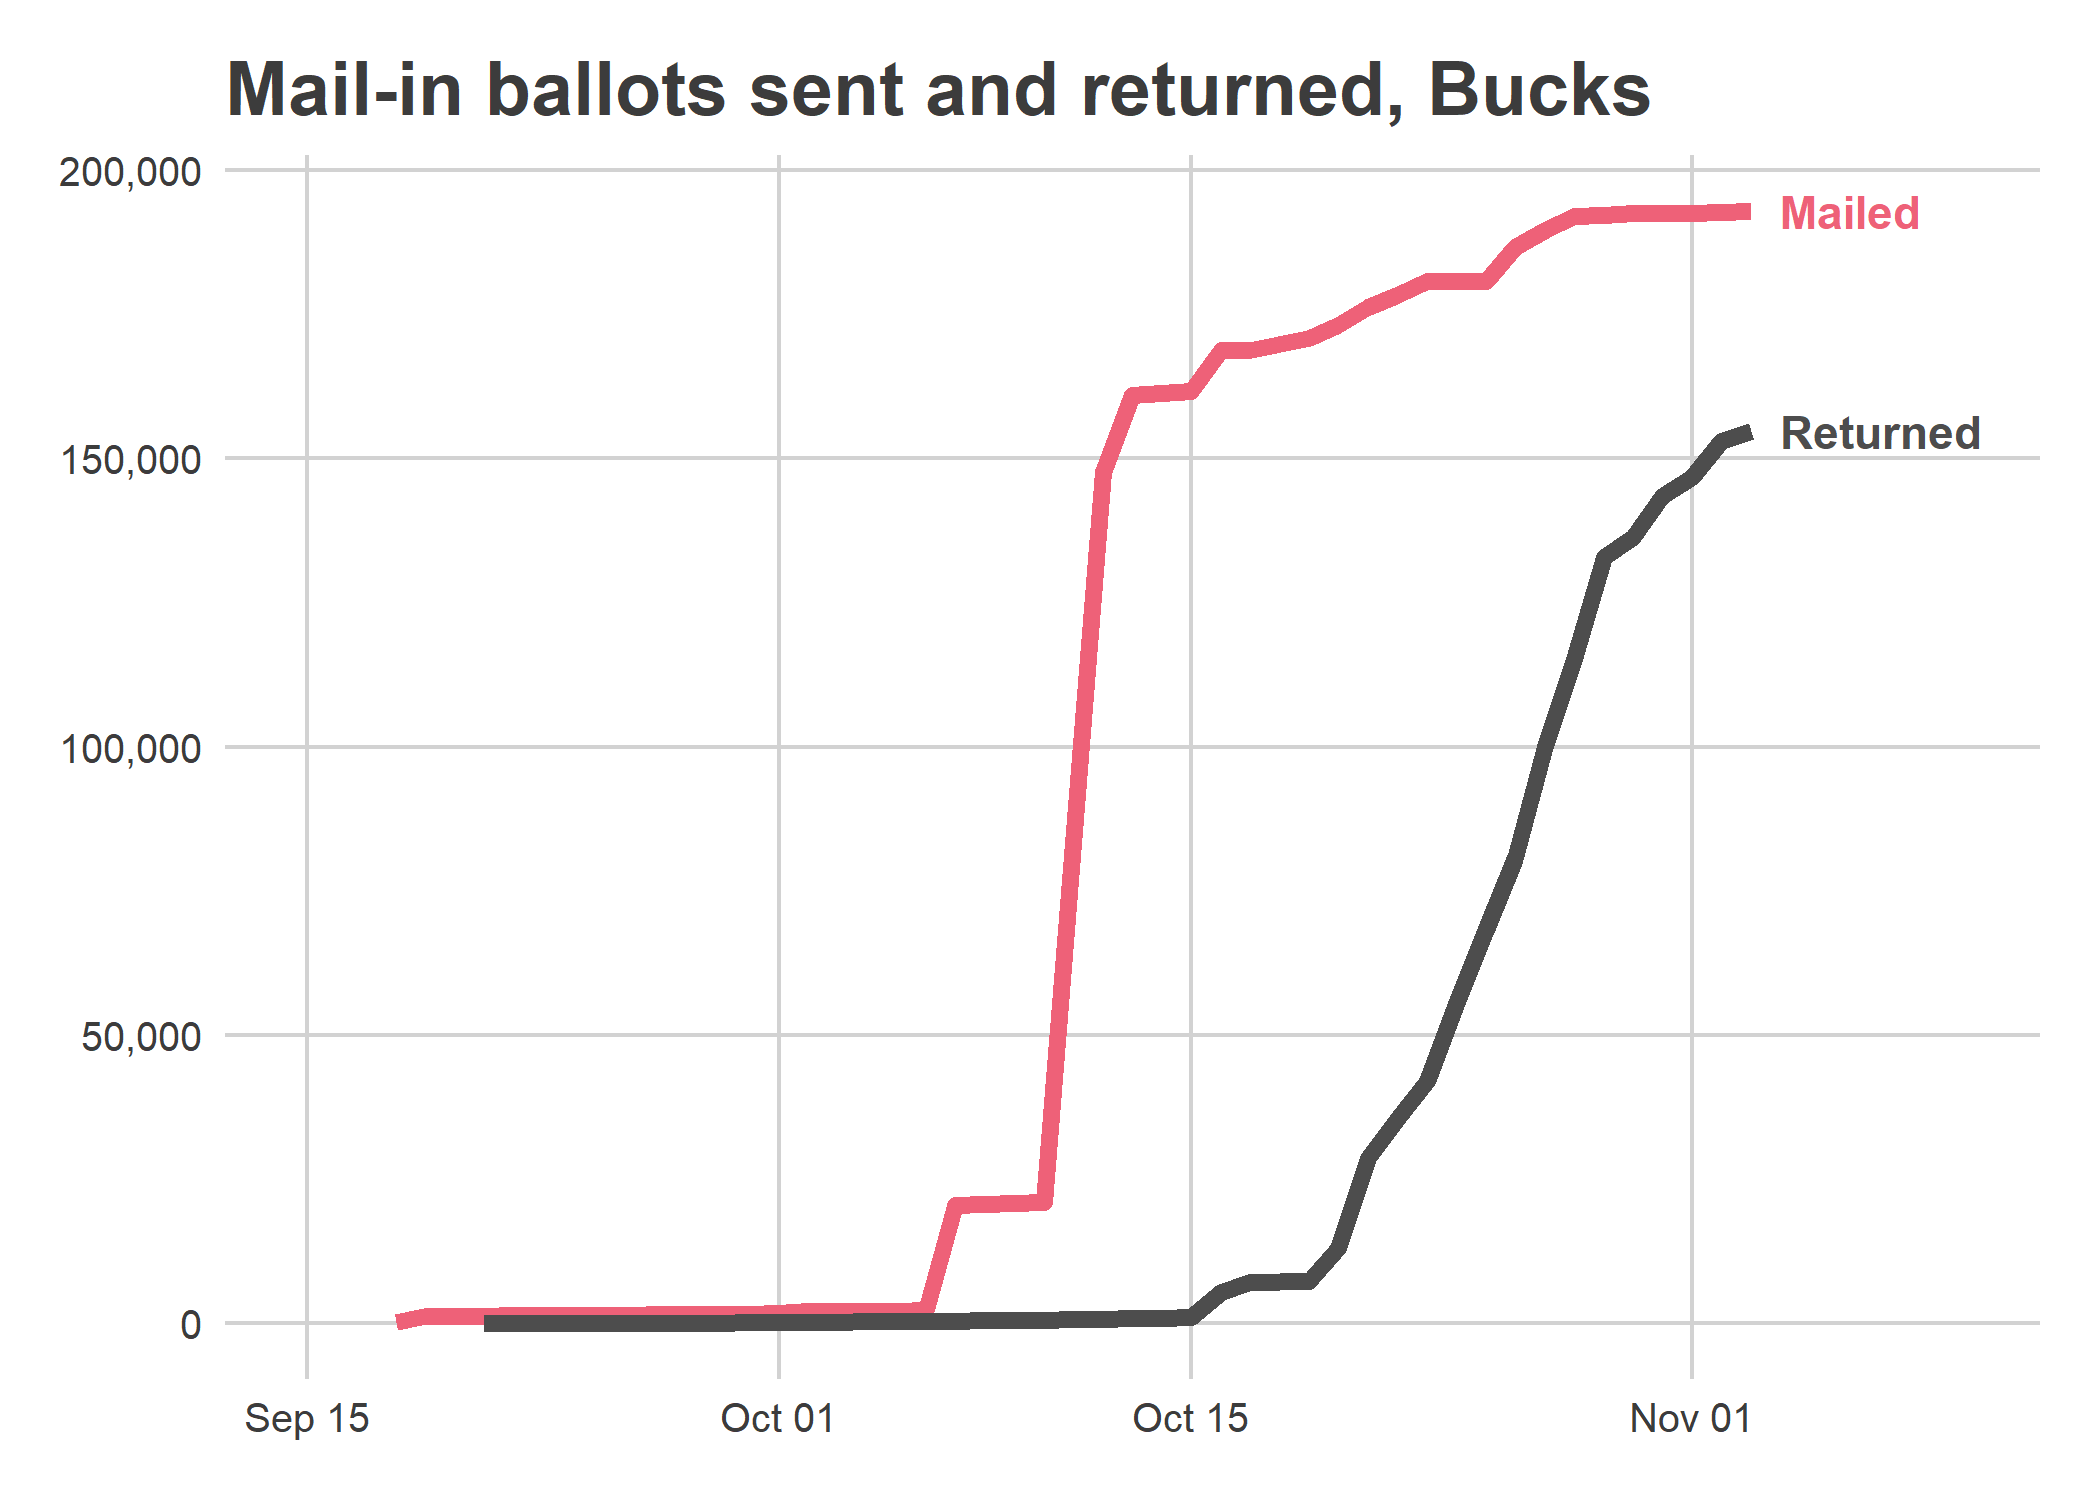 Mail-in ballots sent and returned, Bucks
200,000
Mailed
Returned
150,000
100,000
50,000
0
Sep 15
Oct 01
Oct 15
Nov 01